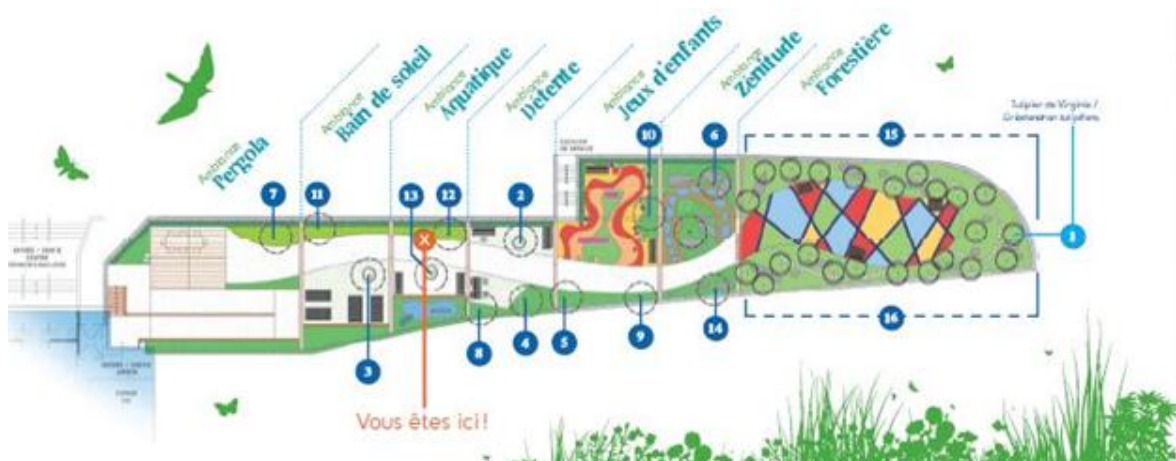 Ambiance
Pergola
Ambiance
Bain de soleil
Ambiance
Aquatique
Ambiance
Détente
Ambiance
Jeux d'enfants
Ambiance
Zenitude
Ambiance
Forestière
Tulipier de Virginie /
7
11
13
12
2
10
6
15
1
3
8
4
5
9
14
16
Vous êtes ici !